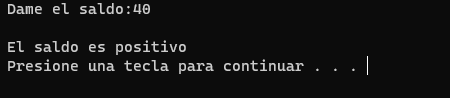 Dame el saldo:40
El saldo es positivo
Presione una tecla para continuar . . .